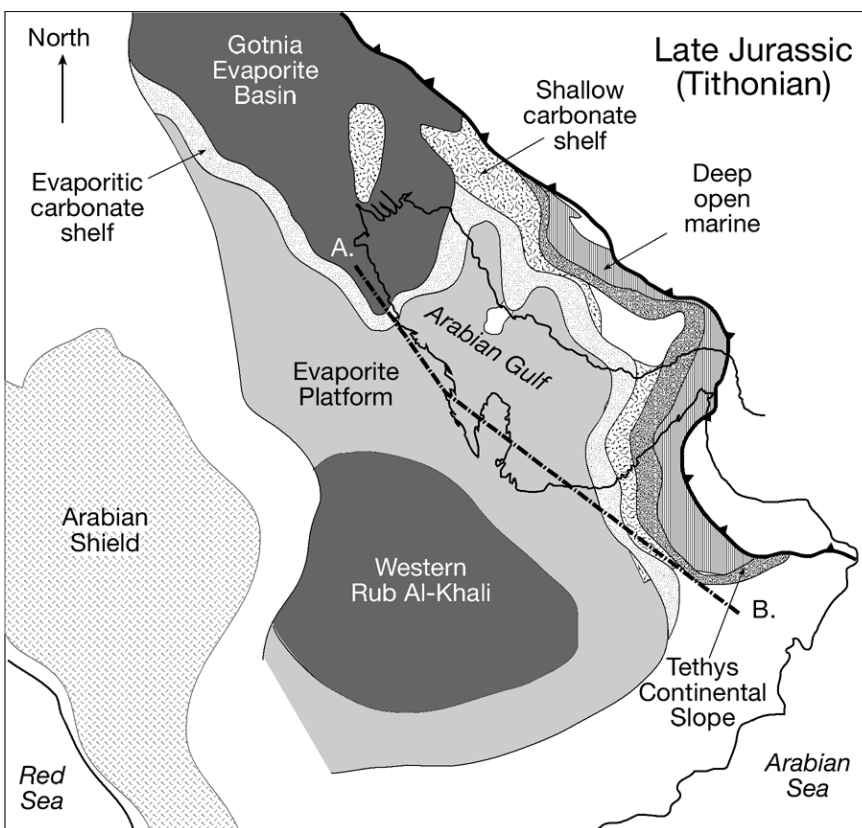 North
Gotnia
Evaporite
Basin
Late Jurassic
(Tithonian)
Shallow
carbonate
shelf
Evaporitic
carbonate
shelf
Deep
open
marine
A.
Arabian Gulf
Evaporite
Platform
Arabian
Shield
Western
Rub Al-Khali
B.
Tethys
Continental
Slope
Red
Sea
Arabian
Sea